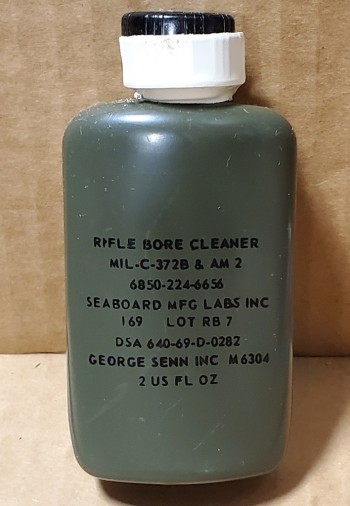 RIFLE BORE CLEANER
MIL-C-372B & AM 2
6850-224-6656
SEABOARD MFG LABS INC
169 LOT RB 7
DSA 640-69-D-0282
GEORGE SENN INC M6304
2 US FL OZ